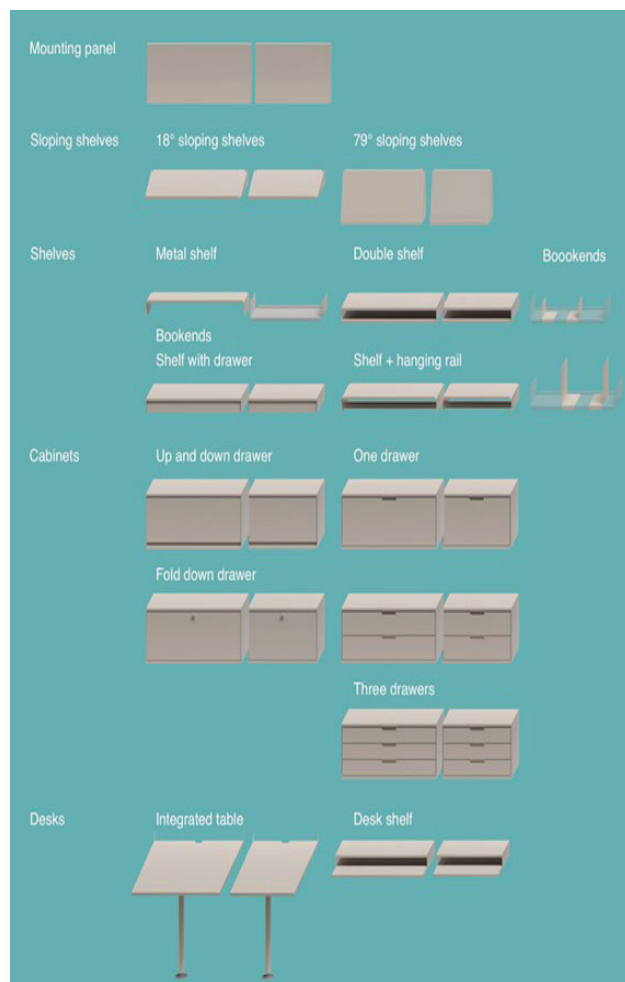 Mounting panel
Sloping shelves
18° sloping shelves
79° sloping shelves
Shelves
Metal shelf
Double shelf
Boookends
Bookends
Shelf with drawer
Shelf + hanging rail
Cabinets
Up and down drawer
One drawer
Fold down drawer
Three drawers
Desks
Integrated table
Desk shelf